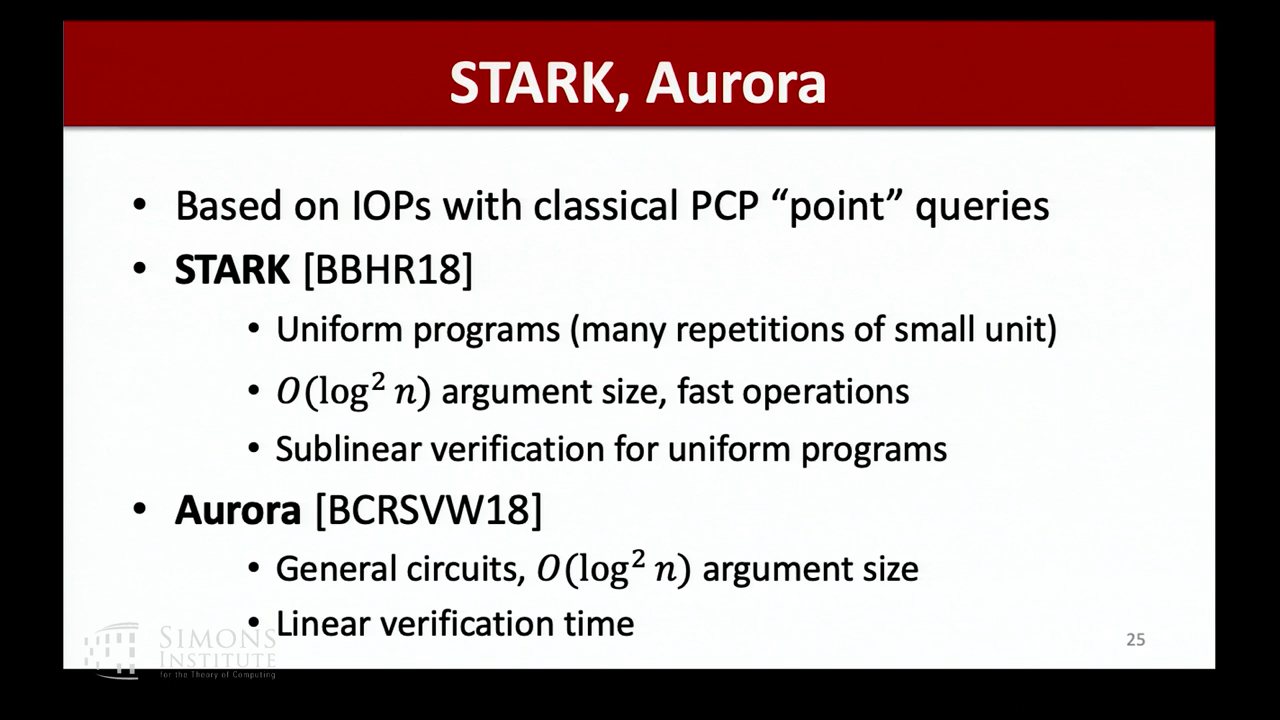 STARK, Aurora
• Based on IOPs with classical PCP “point” queries
• STARK [BBHR18]
• Uniform programs (many repetitions of small unit)
• O(log² n) argument size, fast operations
• Sublinear verification for uniform programs
• Aurora [BCRSVW18]
• General circuits, O(log² n) argument size
• Linear verification time
SIMONS
INSTITUTE
for the Theory of Computing
25